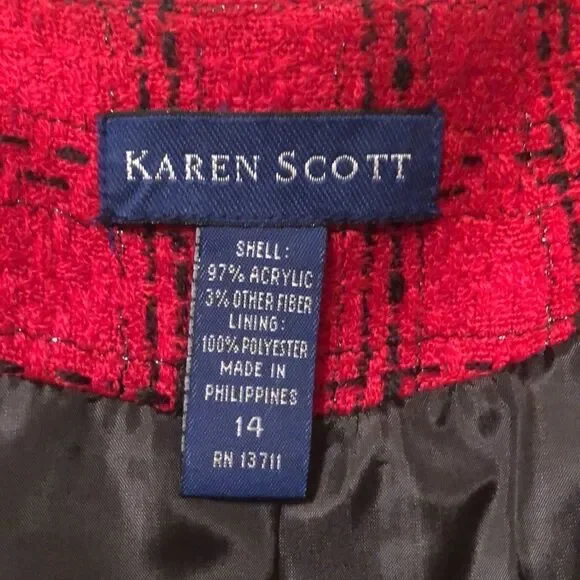 KAREN SCOTT
SHELL:
97% ACRYLIC
3% OTHER FIBER
LINING:
100% POLYESTER
MADE IN
PHILIPPINES
14
RN 13711